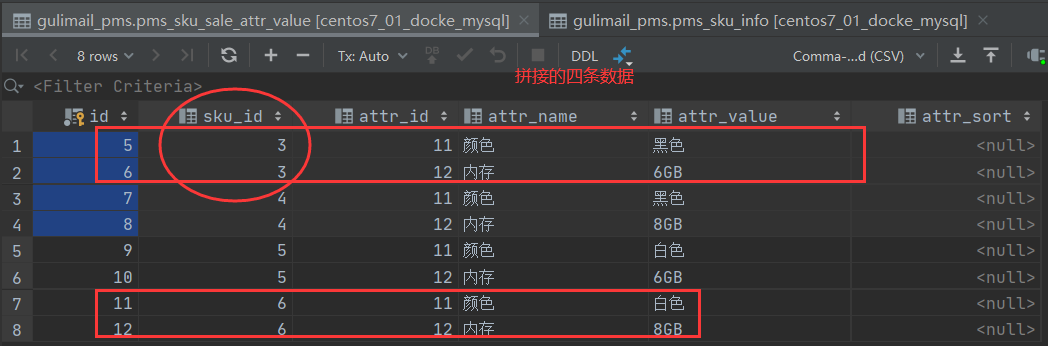 gulimail_pms.pms_sku_sale_attr_value [centos7_01_docke_mysql] gulimail_pms.pms_sku_info [centos7_01_docke_mysql]
8 rows Tx: Auto DB DDL Comma-...d (CSV)
拼接的四条数据
<Filter Criteria>
id sku_id attr_id attr_name attr_value attr_sort
1 5 3 11 颜色 黑色 <null>
2 6 3 12 内存 6GB <null>
3 7 4 11 颜色 黑色 <null>
4 8 4 12 内存 8GB <null>
5 9 5 11 颜色 白色 <null>
6 10 5 12 内存 6GB <null>
7 11 6 11 颜色 白色 <null>
8 12 6 12 内存 8GB <null>